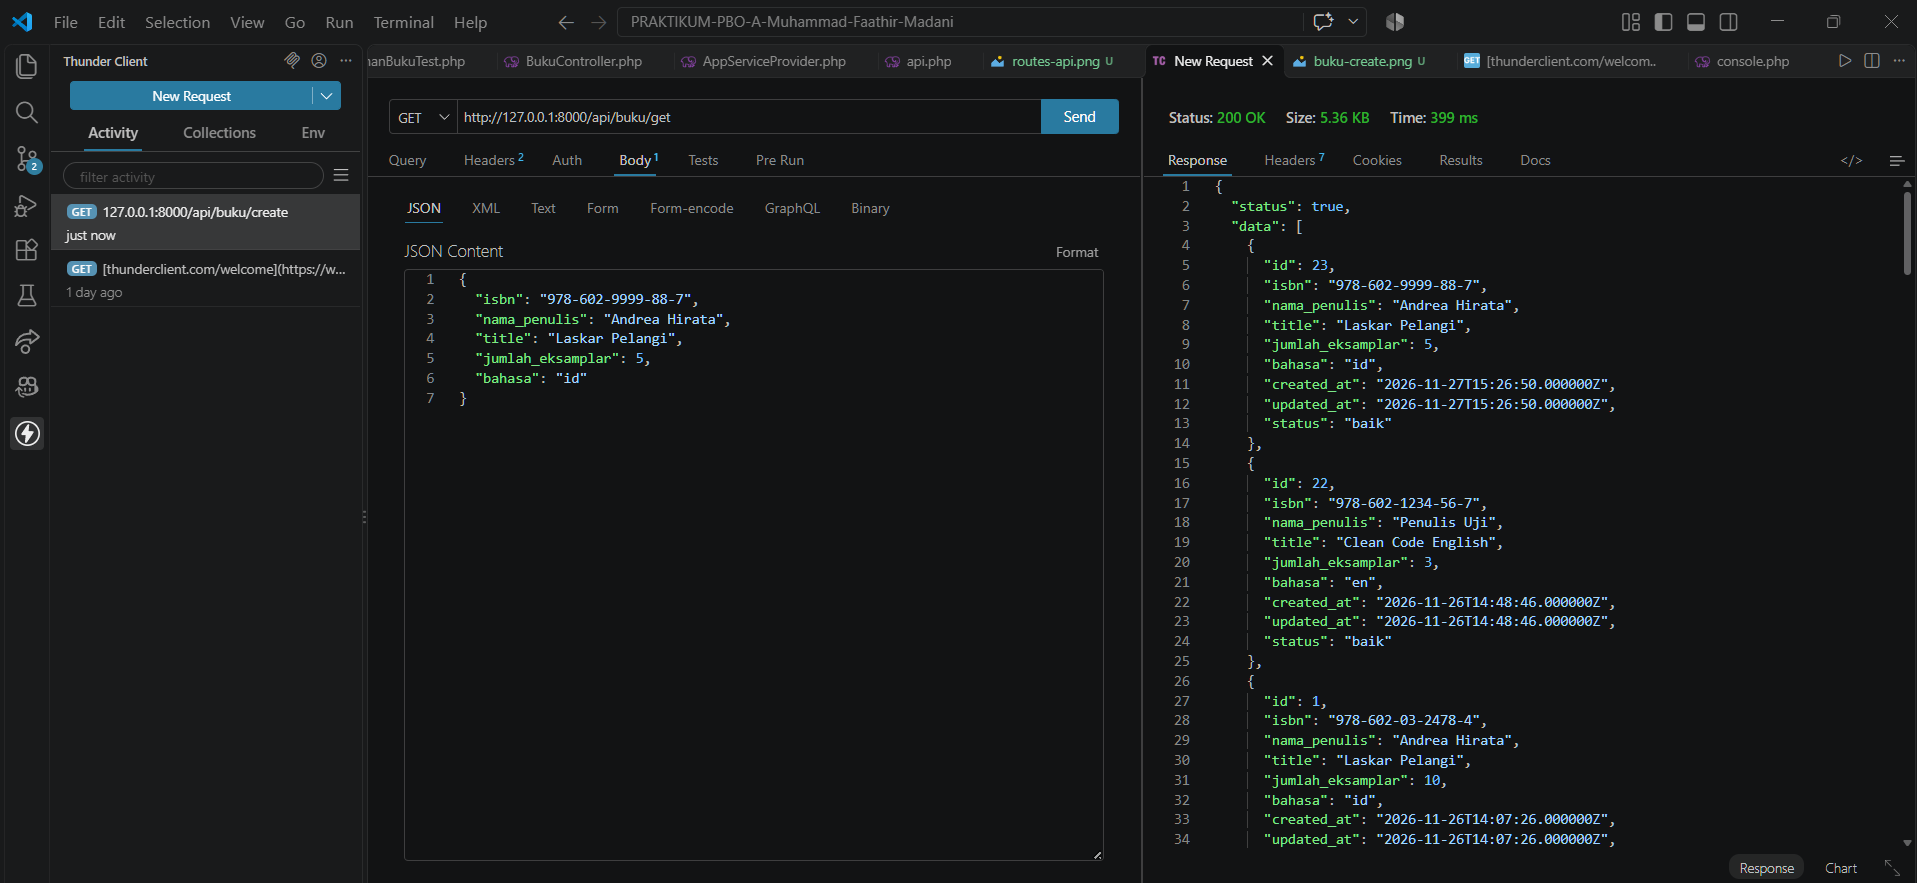 File Edit Selection View Go Run Terminal Help
PRAKTIKUM-PBO-A-Muhammad-Faathir-Madani
Thunder Client
New Request
Activity Collections Env
filter activity
GET 127.0.0.1:8000/api/buku/create
just now
GET [thunderclient.com/welcome](https://w...
1 day ago
2
nanBukuTest.php BukuController.php AppServiceProvider.php api.php routes-api.png U TC New Request buku-create.png U GET [thunderclient.com/welcom.. console.php
GET http://127.0.0.1:8000/api/buku/get Send
Query Headers 2 Auth Body 1 Tests Pre Run
JSON XML Text Form Form-encode GraphQL Binary
JSON Content Format
1 {
2 "isbn": "978-602-9999-88-7",
3 "nama_penulis": "Andrea Hirata",
4 "title": "Laskar Pelangi",
5 "jumlah_eksamplar": 5,
6 "bahasa": "id"
7 }
Status: 200 OK Size: 5.36 KB Time: 399 ms
Response Headers 7 Cookies Results Docs </>
1 {
2 "status": true,
3 "data": [
4 {
5 "id": 23,
6 "isbn": "978-602-9999-88-7",
7 "nama_penulis": "Andrea Hirata",
8 "title": "Laskar Pelangi",
9 "jumlah_eksamplar": 5,
10 "bahasa": "id",
11 "created_at": "2026-11-27T15:26:50.000000Z",
12 "updated_at": "2026-11-27T15:26:50.000000Z",
13 "status": "baik"
14 },
15 {
16 "id": 22,
17 "isbn": "978-602-1234-56-7",
18 "nama_penulis": "Penulis Uji",
19 "title": "Clean Code English",
20 "jumlah_eksamplar": 3,
21 "bahasa": "en",
22 "created_at": "2026-11-26T14:48:46.000000Z",
23 "updated_at": "2026-11-26T14:48:46.000000Z",
24 "status": "baik"
25 },
26 {
27 "id": 1,
28 "isbn": "978-602-03-2478-4",
29 "nama_penulis": "Andrea Hirata",
30 "title": "Laskar Pelangi",
31 "jumlah_eksamplar": 10,
32 "bahasa": "id",
33 "created_at": "2026-11-26T14:07:26.000000Z",
34 "updated_at": "2026-11-26T14:07:26.000000Z",
Response Chart